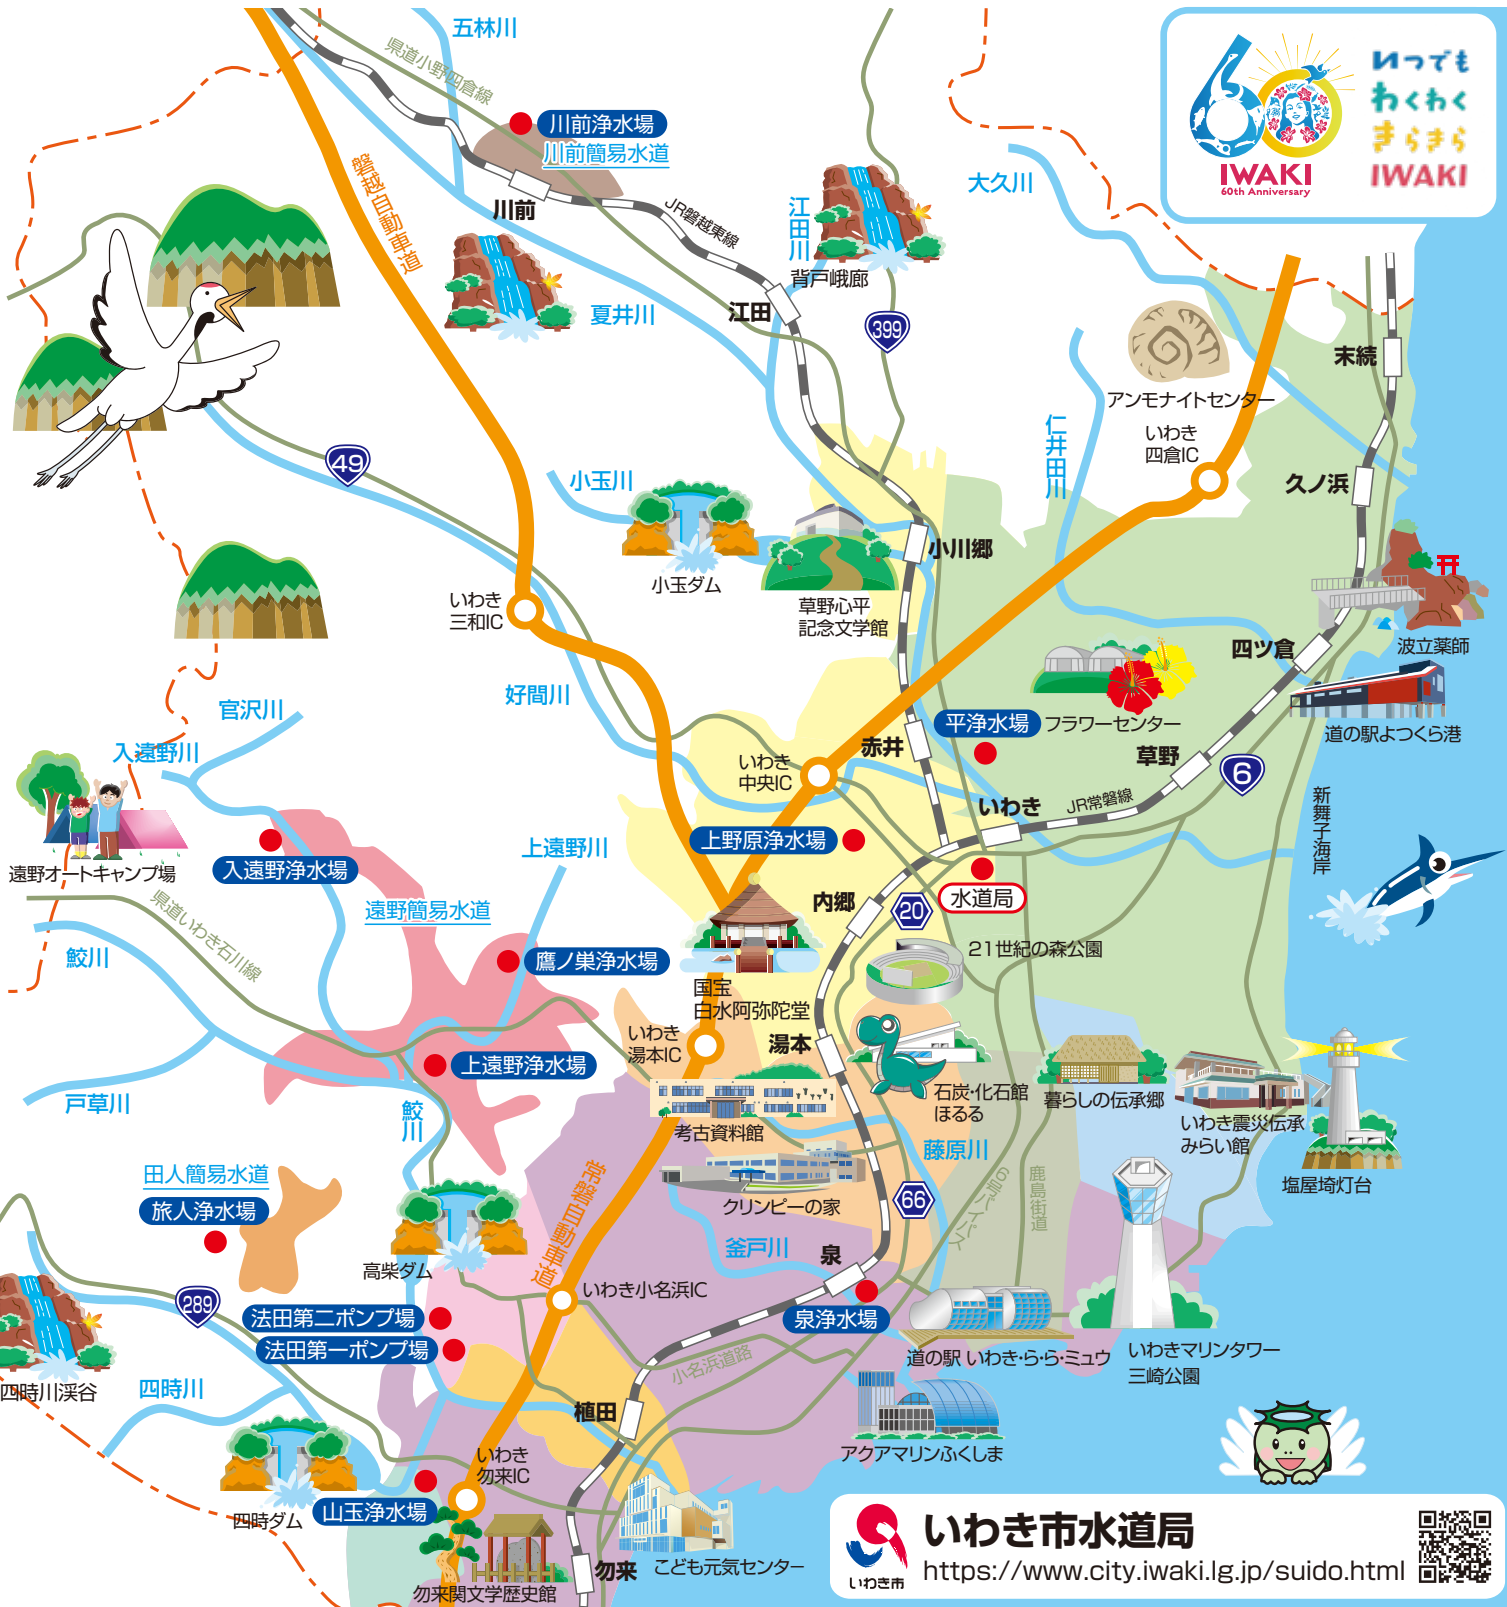 五林川
県道小野四倉線
川前浄水場
川前簡易水道
磐越自動車道
川前
JR磐越東線
江田川
背戸峨廊
大久川
60
IWAKI
60th Anniversary
いつでも
わくわく
きらきら
IWAKI
夏井川
江田
399
末続
アンモナイトセンター
いわき
四倉IC
仁井田川
久ノ浜
49
小玉川
小玉ダム
草野心平
記念文学館
小川郷
いわき
三和IC
好間川
四ツ倉
波立薬師
道の駅よつくら港
平浄水場
フラワーセンター
赤井
草野
6
いわき
中央IC
いわき
JR常磐線
新舞子海岸
官沢川
入遠野川
遠野オートキャンプ場
入遠野浄水場
上遠野川
上野原浄水場
遠野簡易水道
県道いわき石川線
鮫川
鷹ノ巣浄水場
内郷
20
水道局
21世紀の森公園
国宝
白水阿弥陀堂
いわき
湯本IC
湯本
上遠野浄水場
戸草川
鮫川
石炭・化石館
ほるる
暮らしの伝承郷
いわき震災伝承
みらい館
塩屋埼灯台
考古資料館
藤原川
クリンピーの家
66
6号バイパス
鹿島街道
田人簡易水道
旅人浄水場
常磐自動車道
高柴ダム
釜戸川
泉
いわき小名浜IC
泉浄水場
289
法田第二ポンプ場
法田第一ポンプ場
小名浜道路
道の駅 いわき・ら・ら・ミュウ
いわきマリンタワー
三崎公園
四時川渓谷
四時川
植田
アクアマリンふくしま
いわき
勿来IC
四時ダム
山玉浄水場
勿来関文学歴史館
勿来
こども元気センター
いわき市
いわき市水道局
https://www.city.iwaki.lg.jp/suido.html